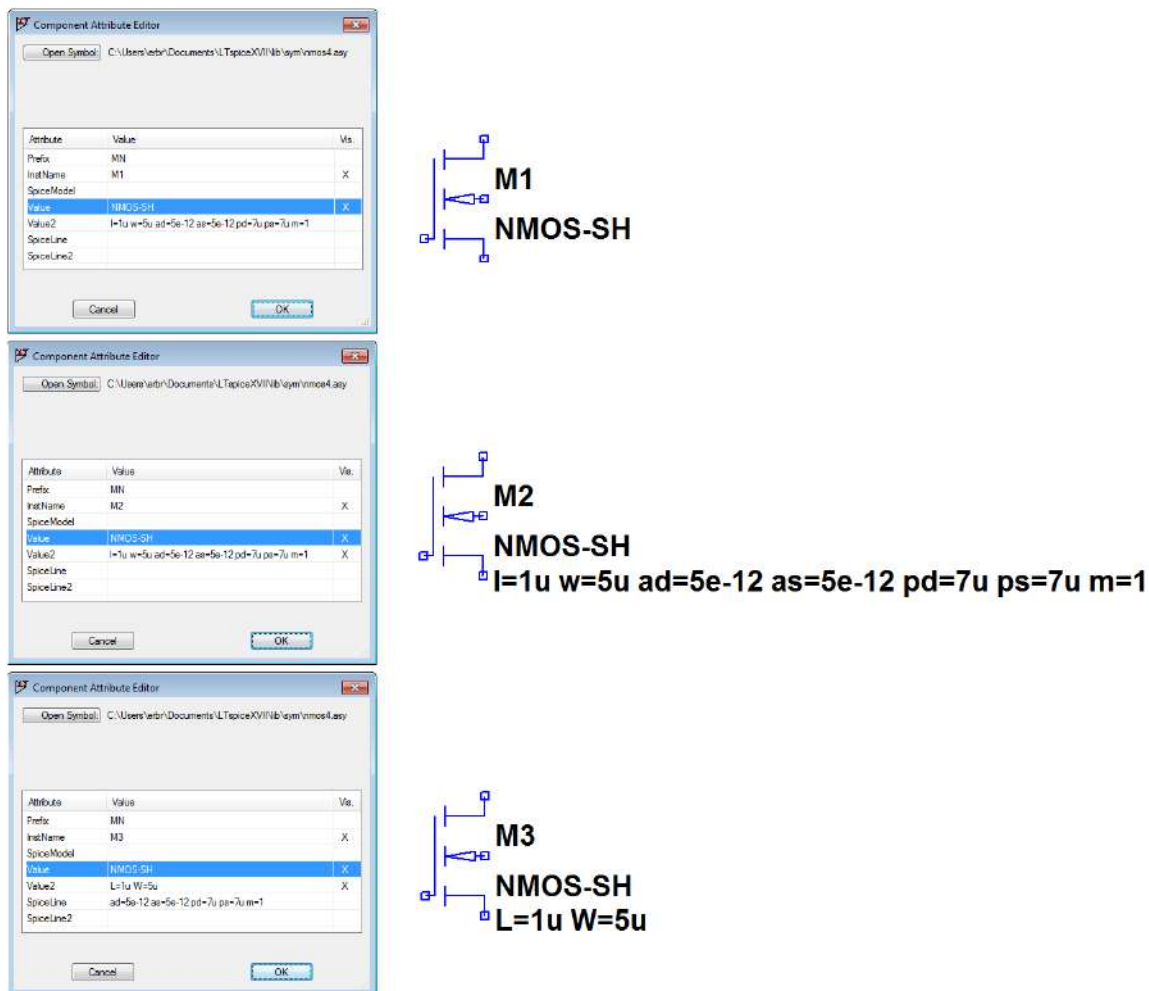 Component Attribute Editor
Open Symbol: C:\Users\erbr\Documents\LTspiceXVII\lib\sym\nmos4.asy
Attribute Value Vis.
Prefix MN
InstName M1 X
SpiceModel
Value NMOS-SH X
Value2 l=1u w=5u ad=5e-12 as=5e-12 pd=7u ps=7u m=1
SpiceLine
SpiceLine2
Cancel OK
M1
NMOS-SH
Component Attribute Editor
Open Symbol: C:\Users\erbr\Documents\LTspiceXVII\lib\sym\nmos4.asy
Attribute Value Vis.
Prefix MN
InstName M2 X
SpiceModel
Value NMOS-SH X
Value2 l=1u w=5u ad=5e-12 as=5e-12 pd=7u ps=7u m=1 X
SpiceLine
SpiceLine2
Cancel OK
M2
NMOS-SH
l=1u w=5u ad=5e-12 as=5e-12 pd=7u ps=7u m=1
Component Attribute Editor
Open Symbol: C:\Users\erbr\Documents\LTspiceXVII\lib\sym\nmos4.asy
Attribute Value Vis.
Prefix MN
InstName M3 X
SpiceModel
Value NMOS-SH X
Value2 L=1u W=5u X
SpiceLine ad=5e-12 as=5e-12 pd=7u ps=7u m=1
SpiceLine2
Cancel OK
M3
NMOS-SH
L=1u W=5u